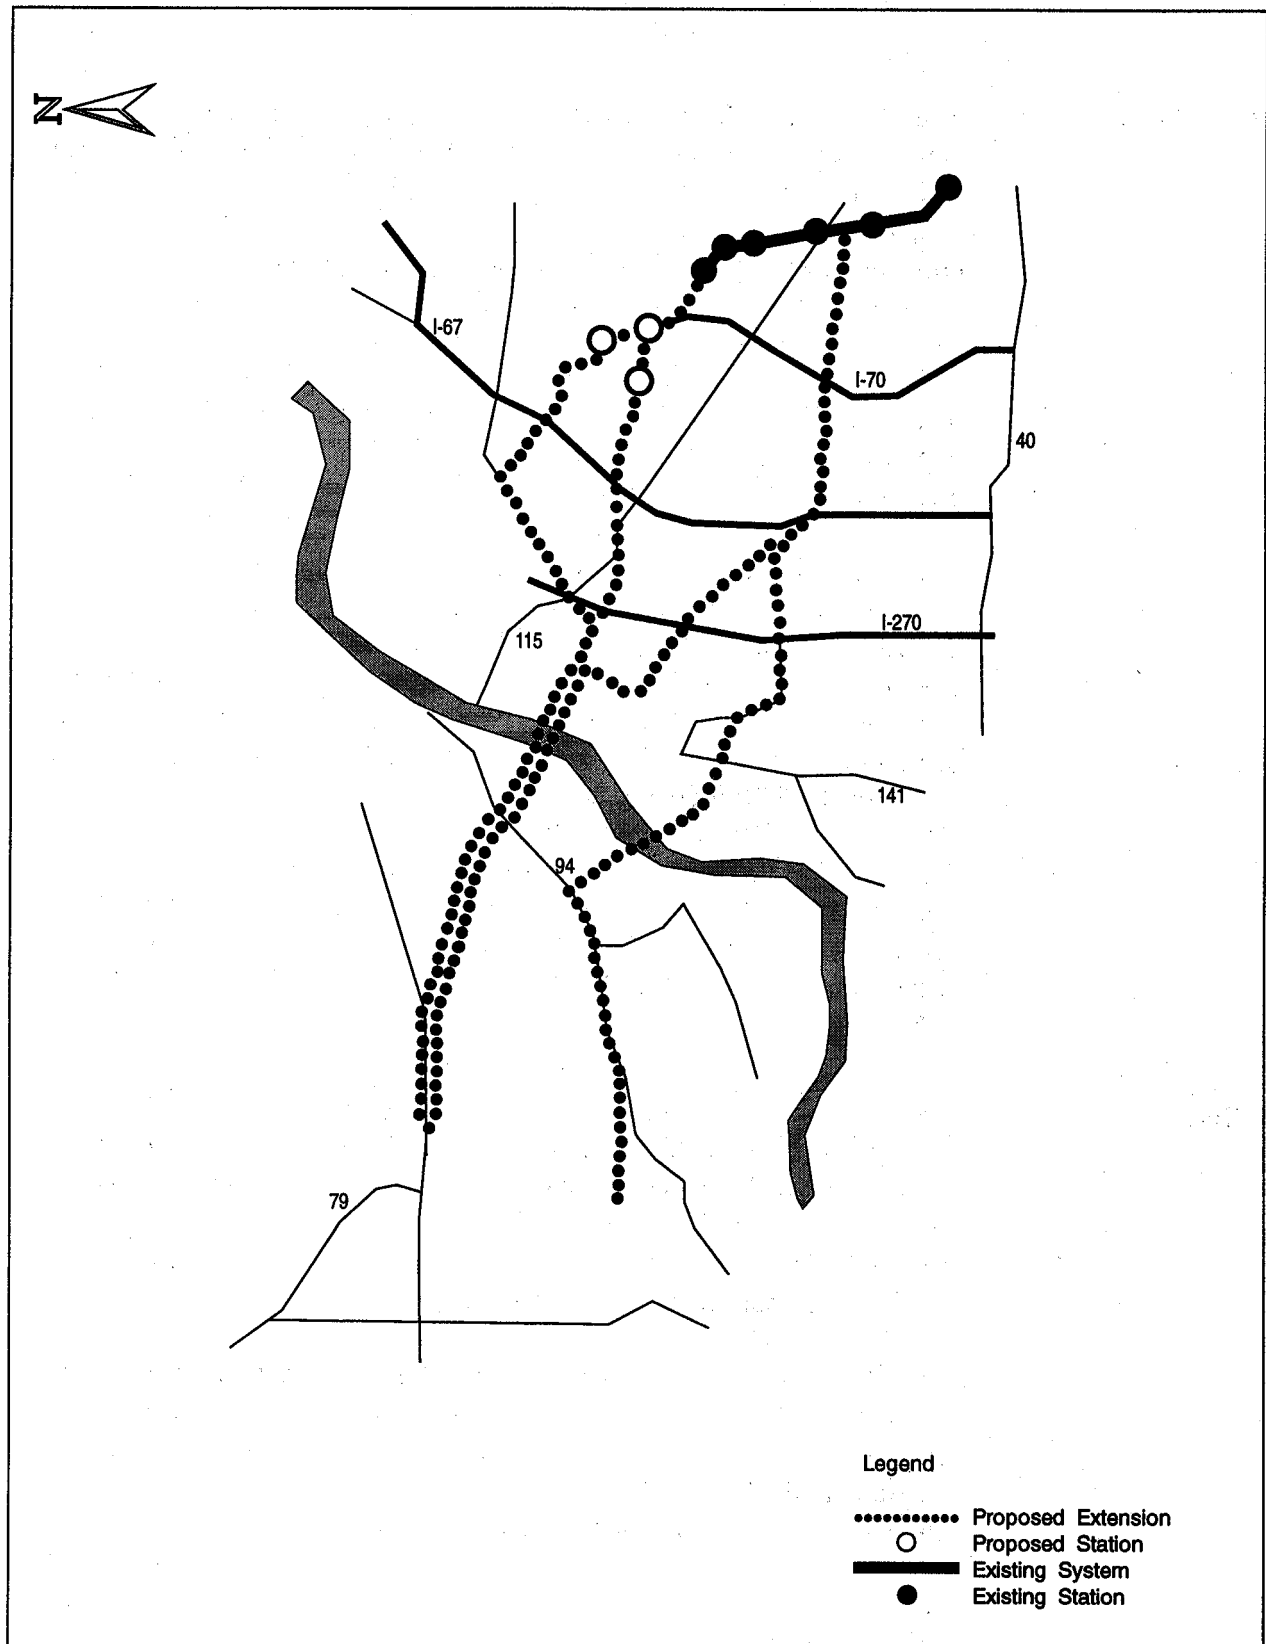 N
I-67
I-70
40
I-270
115
141
94
79
Legend
Proposed Extension
Proposed Station
Existing System
Existing Station